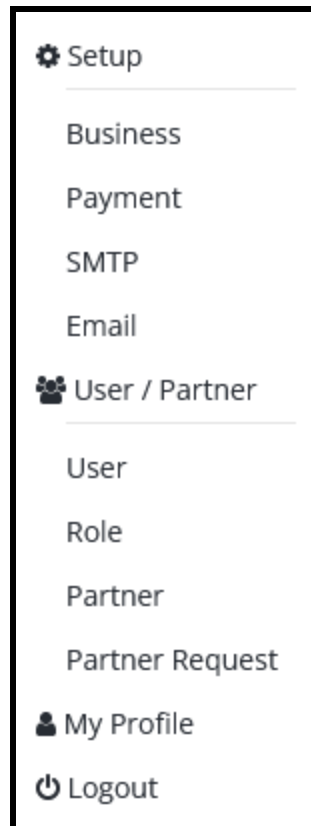 Setup
Business
Payment
SMTP
Email
User / Partner
User
Role
Partner
Partner Request
My Profile
Logout